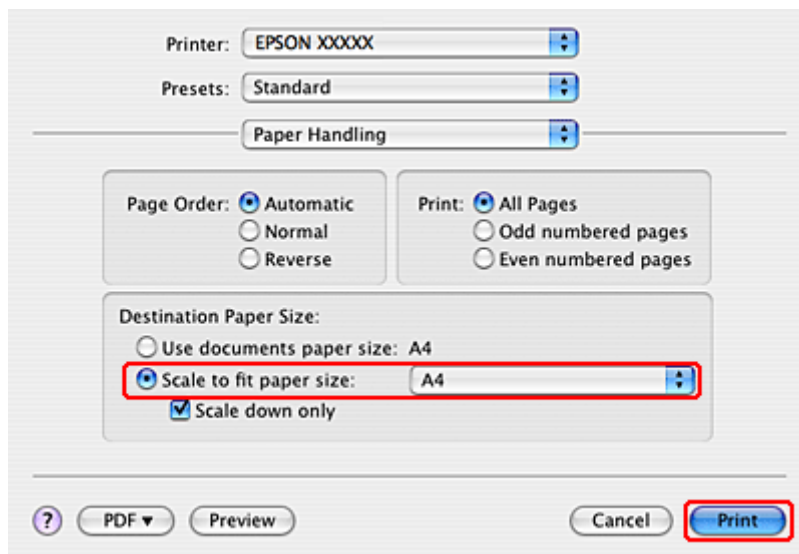 Printer: EPSON XXXXX
Presets: Standard
Paper Handling
Page Order: Automatic
Normal
Reverse
Print: All Pages
Odd numbered pages
Even numbered pages
Destination Paper Size:
Use documents paper size: A4
Scale to fit paper size: A4
Scale down only
? PDF ▼ Preview Cancel Print